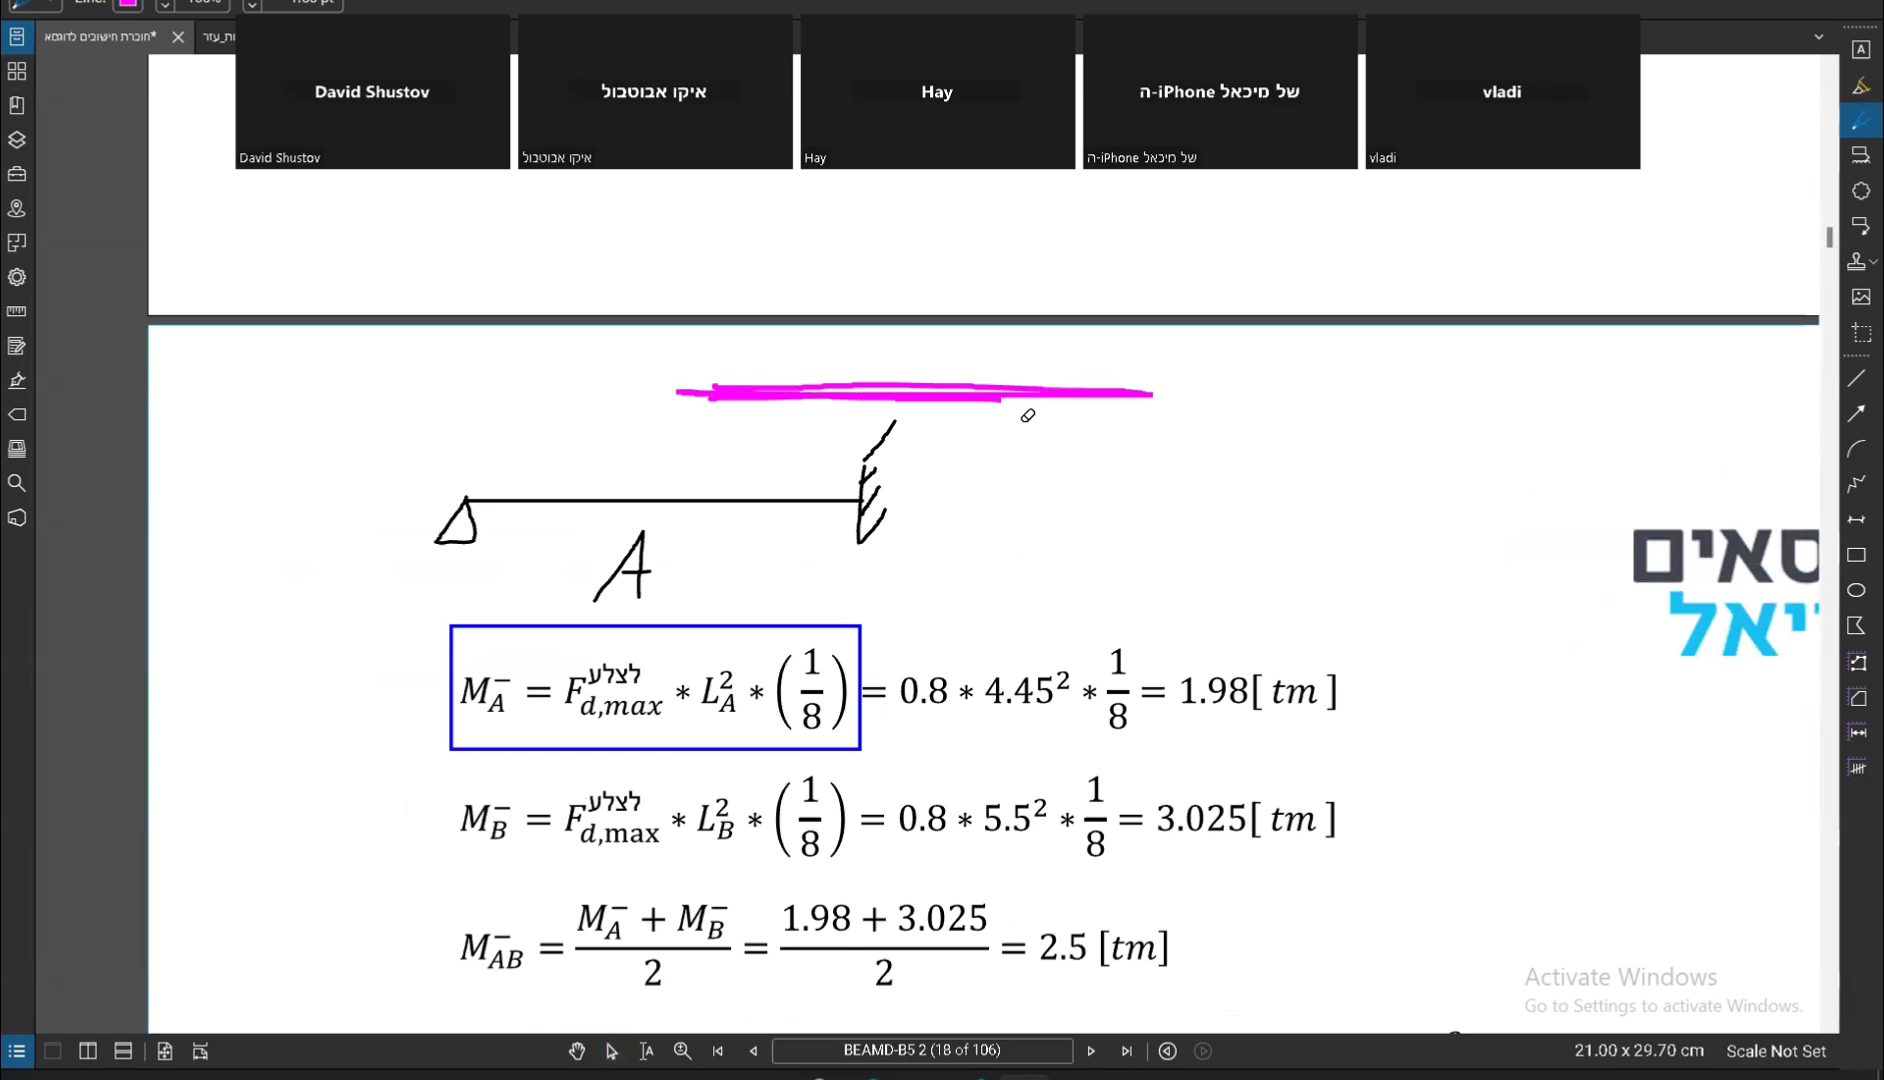 100%
חוברת חישובים לדוגמא*
David Shustov
איקו אבוטבול
Hay
ה-iPhone של מיכאל
vladi
David Shustov
איקו אבוטבול
Hay
ה-iPhone של מיכאל
vladi
A
M_A^- = F_{d,max}^{לצלע} * L_A^2 * (1/8) = 0.8 * 4.45^2 * 1/8 = 1.98[ tm ]
M_B^- = F_{d,max}^{לצלע} * L_B^2 * (1/8) = 0.8 * 5.5^2 * 1/8 = 3.025[ tm ]
M_{AB}^- = (M_A^- + M_B^-)/2 = (1.98 + 3.025)/2 = 2.5 [tm]
Activate Windows
Go to Settings to activate Windows.
BEAMD-B5 2 (18 of 106)
21.00 x 29.70 cm
Scale Not Set